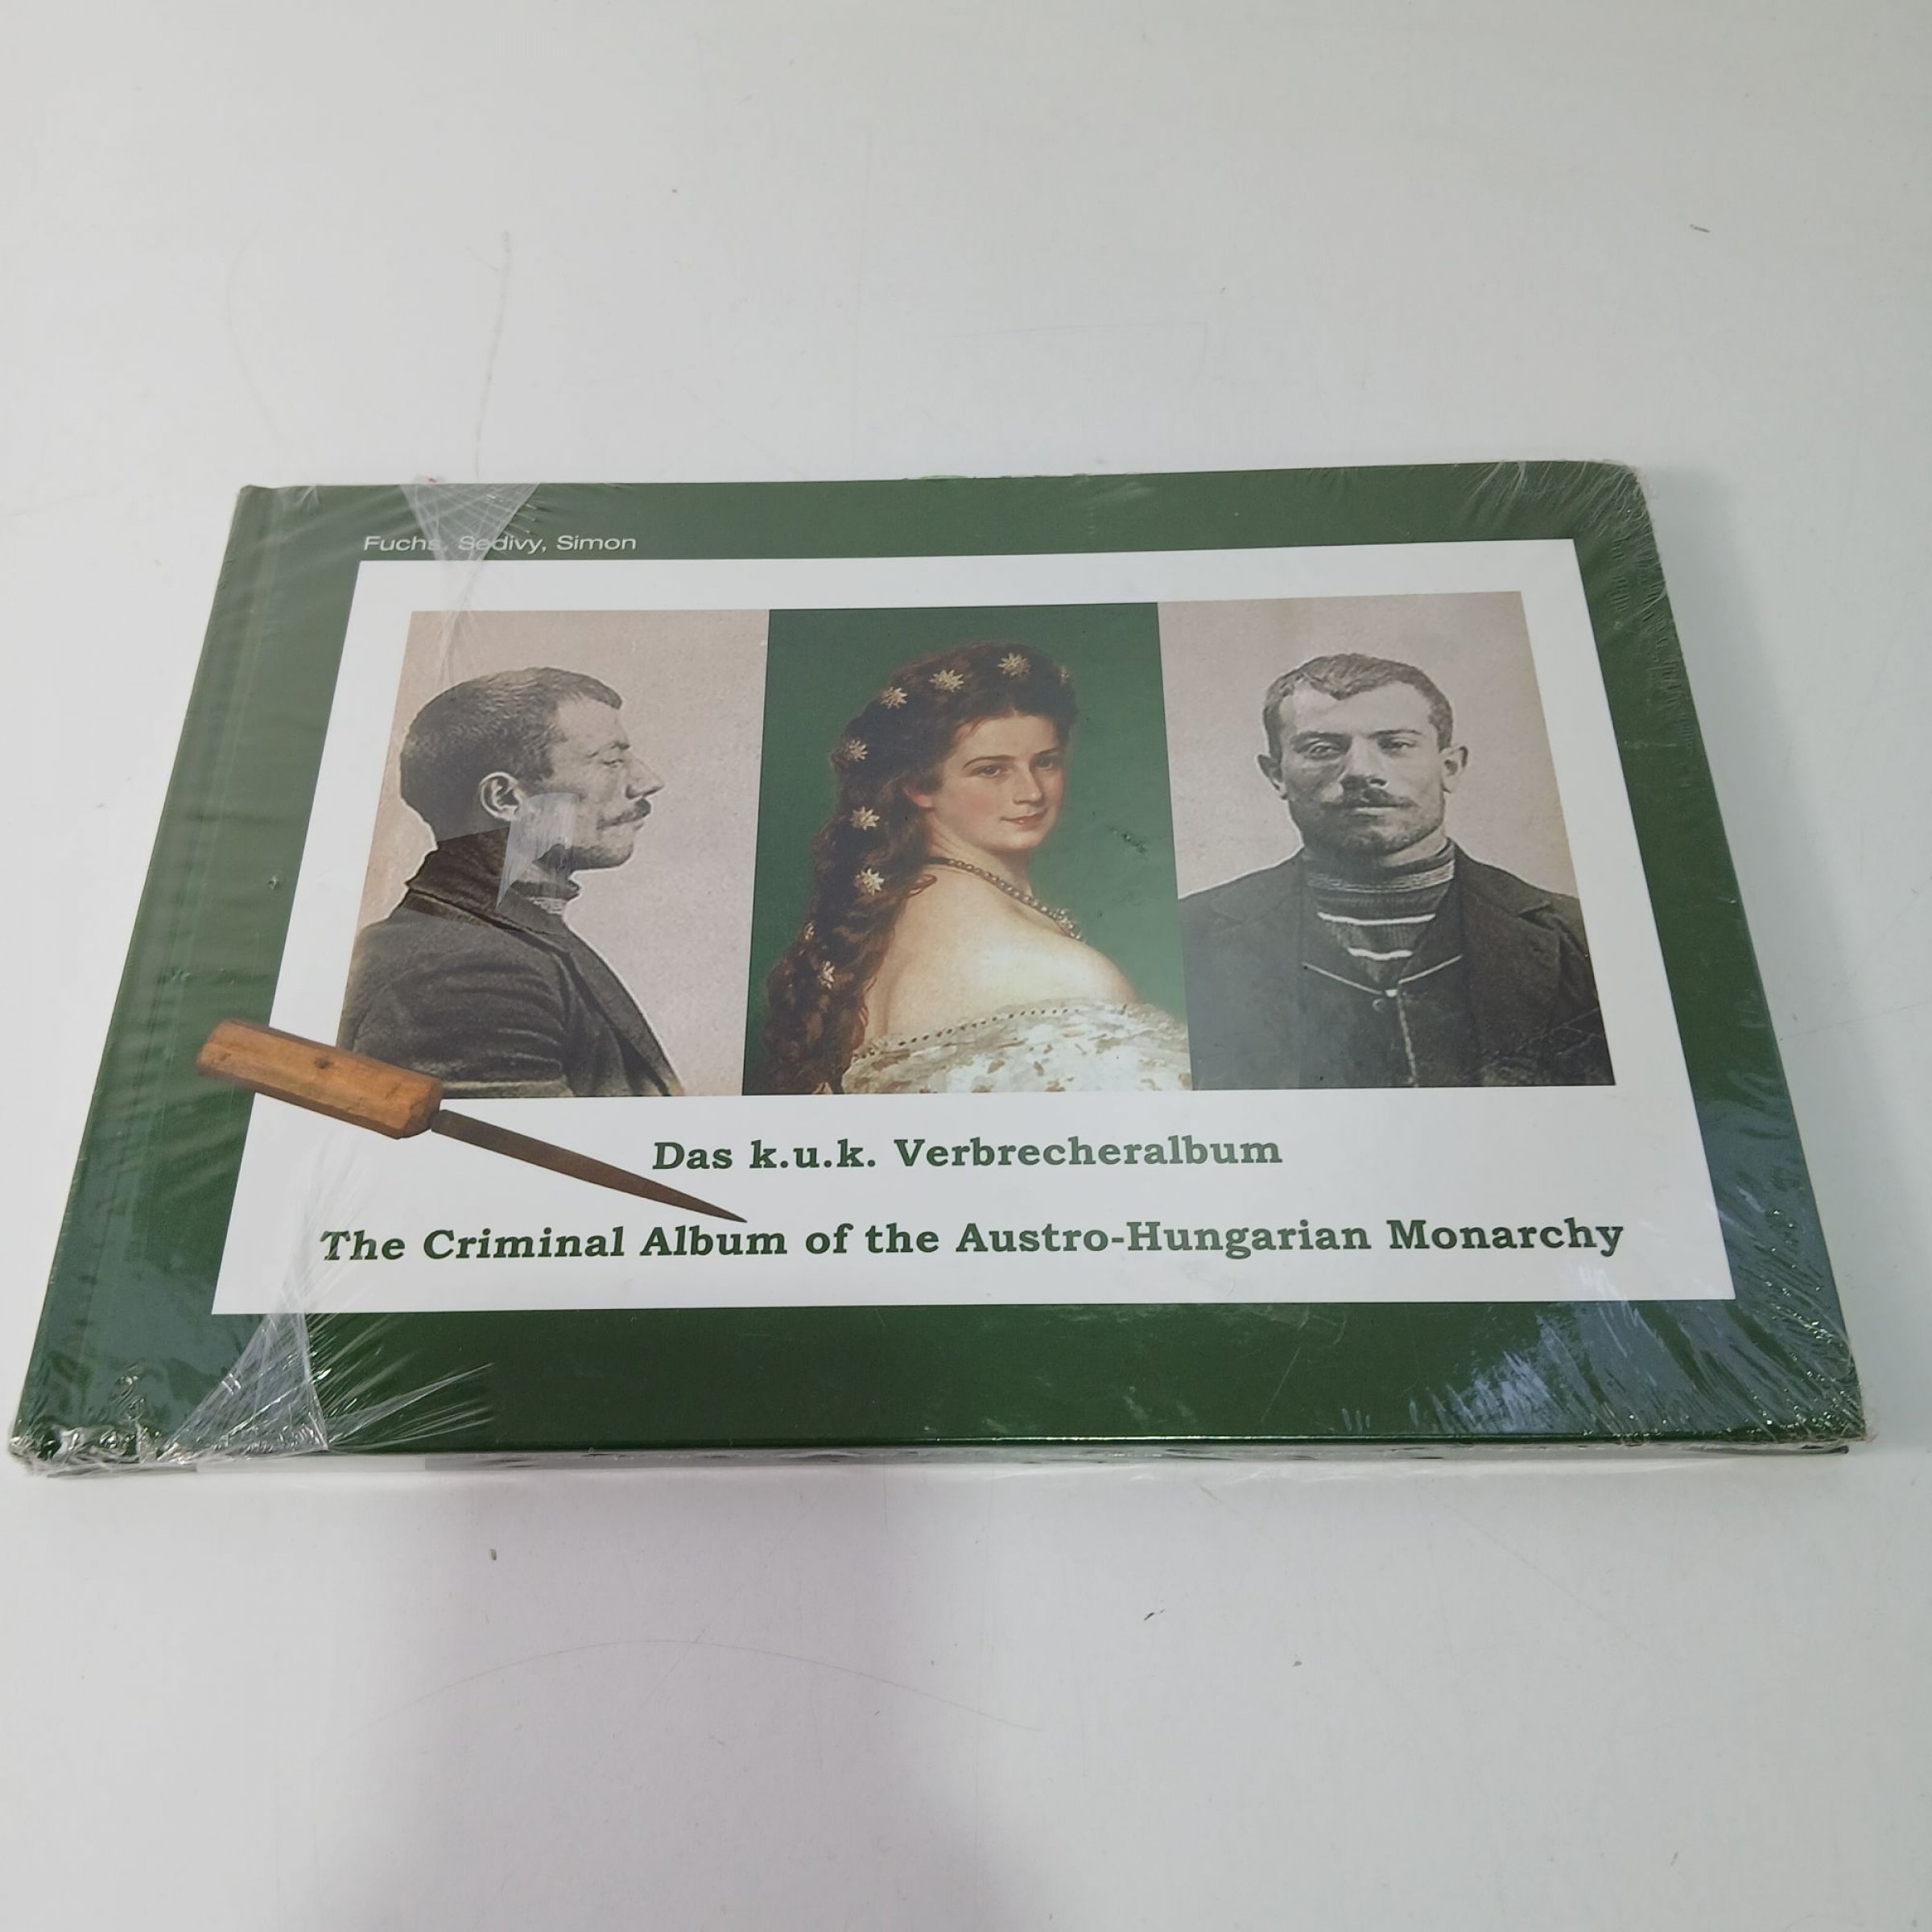 Fuchs, Sedivy, Simon
Das k.u.k. Verbrecheralbum
The Criminal Album of the Austro-Hungarian Monarchy